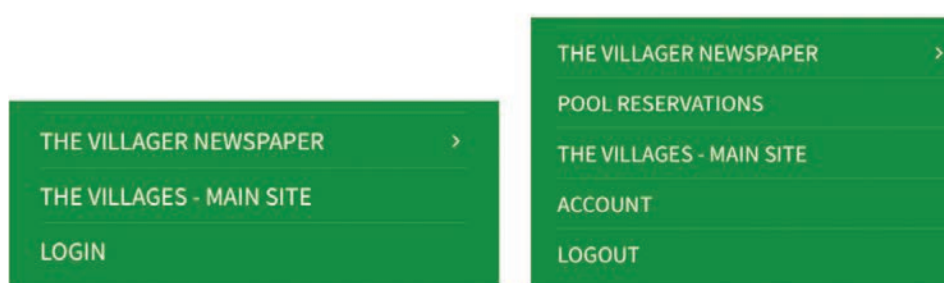 THE VILLAGER NEWSPAPER >
THE VILLAGES - MAIN SITE
LOGIN
THE VILLAGER NEWSPAPER >
POOL RESERVATIONS
THE VILLAGES - MAIN SITE
ACCOUNT
LOGOUT